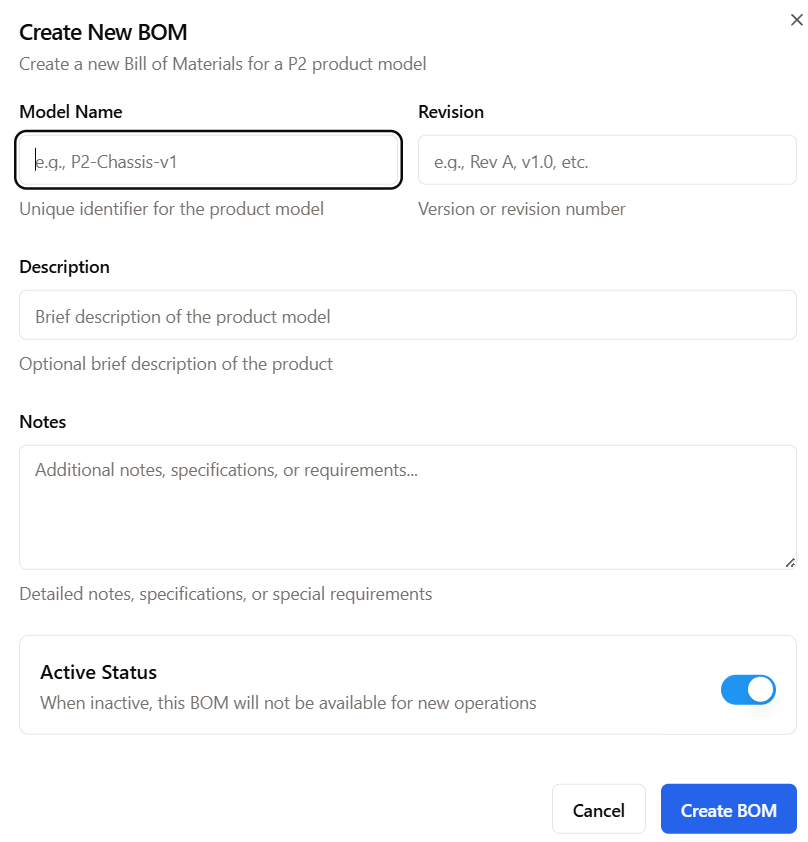 Create New BOM
Create a new Bill of Materials for a P2 product model
Model Name
e.g., P2-Chassis-v1
Unique identifier for the product model
Revision
e.g., Rev A, v1.0, etc.
Version or revision number
Description
Brief description of the product model
Optional brief description of the product
Notes
Additional notes, specifications, or requirements...
Detailed notes, specifications, or special requirements
Active Status
When inactive, this BOM will not be available for new operations
Cancel
Create BOM